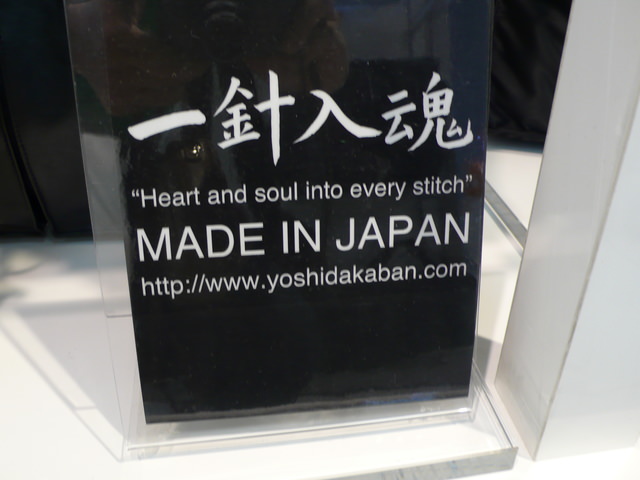 一針入魂
“Heart and soul into every stitch”
MADE IN JAPAN
http://www.yoshidakaban.com